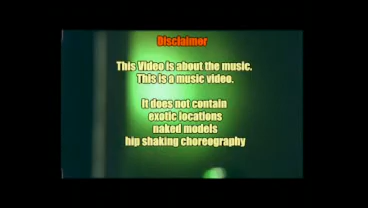 Disclaimer
This Video is about the music.
This is a music video.
It does not contain
exotic locations
naked models
hip shaking choreography